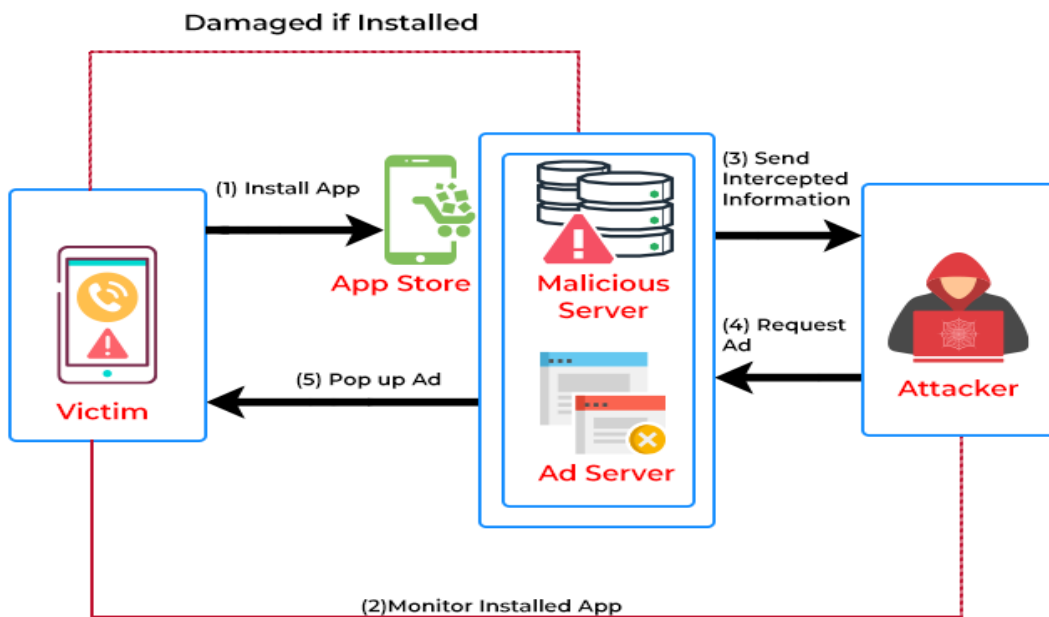 Damaged if Installed
(1) Install App
App Store
Victim
(5) Pop up Ad
Malicious
Server
Ad Server
(3) Send
Intercepted
Information
(4) Request
Ad
Attacker
(2)Monitor Installed App